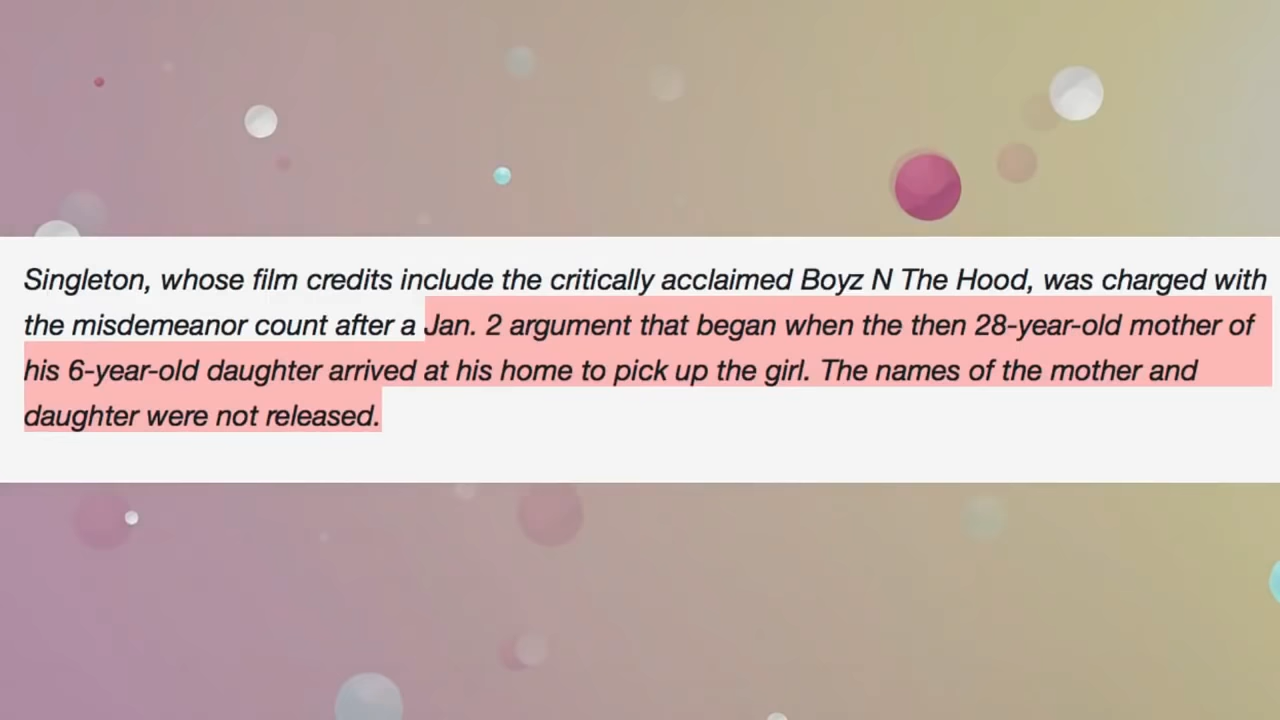 Singleton, whose film credits include the critically acclaimed Boyz N The Hood, was charged with
the misdemeanor count after a Jan. 2 argument that began when the then 28-year-old mother of
his 6-year-old daughter arrived at his home to pick up the girl. The names of the mother and
daughter were not released.